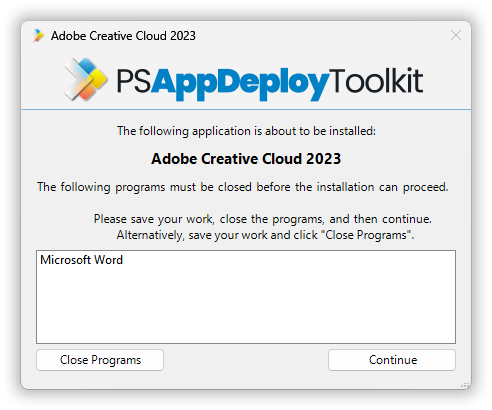 Adobe Creative Cloud 2023
PSAppDeployToolkit
The following application is about to be installed:
Adobe Creative Cloud 2023
The following programs must be closed before the installation can proceed.
Please save your work, close the programs, and then continue.
Alternatively, save your work and click "Close Programs".
Microsoft Word
Close Programs
Continue